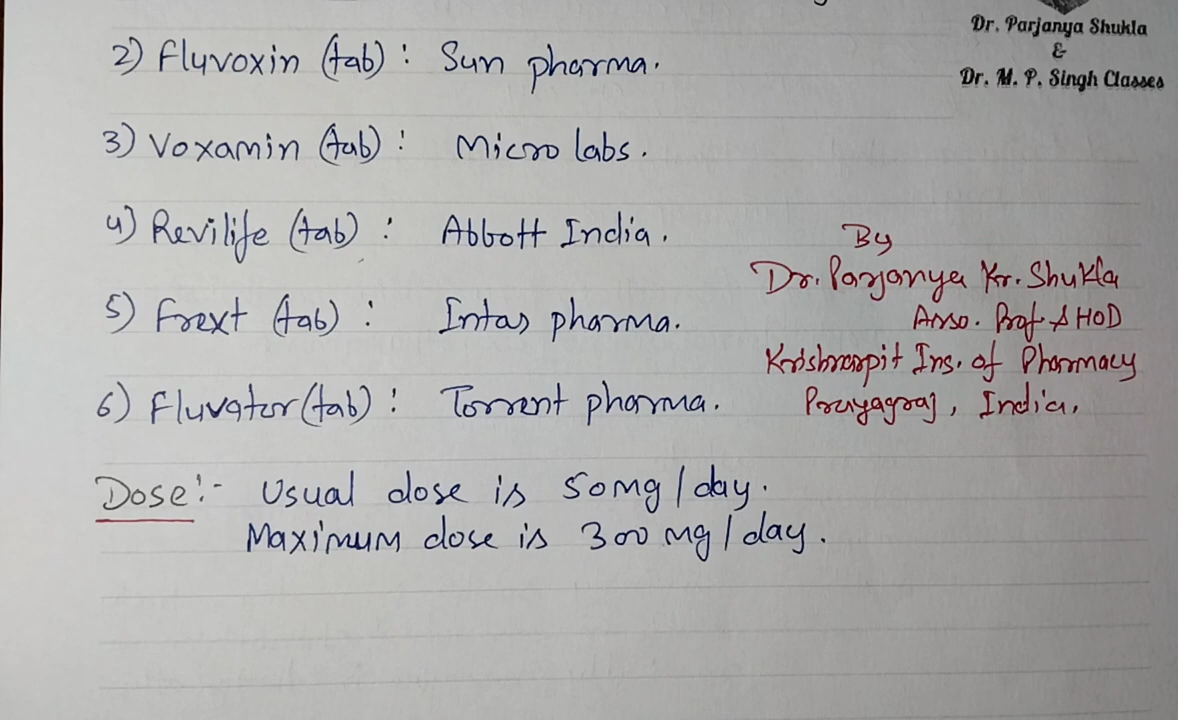 Dr. Parjanya Shukla
&
Dr. M. P. Singh Classes
2) Fluvoxin (tab) : Sun pharma.
3) Voxamin (tab) : Micro labs.
4) Revilife (tab) : Abbott India.
5) Frext (tab) : Intas pharma.
6) Fluvator (tab) : Torrent pharma.
By
Dr. Parjanya Kr. Shukla
Asso. Prof & HOD
Krishnarpit Ins. of Pharmacy
Prayagraj, India.
Dose :- Usual dose is 50mg/day.
Maximum dose is 300 mg/day.